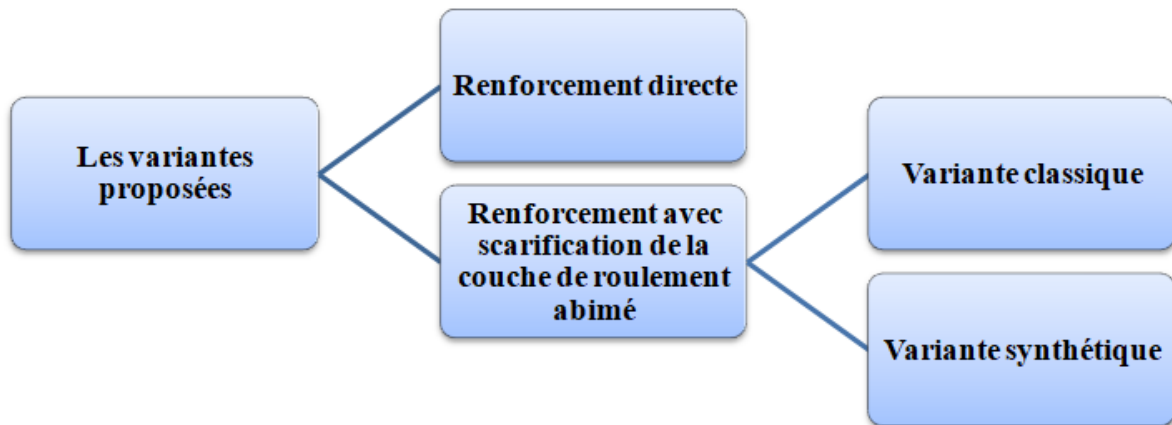 Les variantes
proposées
Renforcement directe
Renforcement avec
scarification de la
couche de roulement
abimé
Variante classique
Variante synthétique